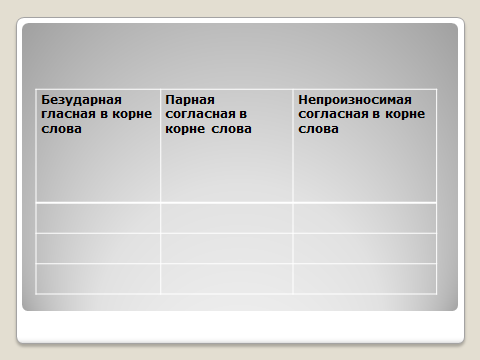 Безударная
гласная в корне
слова
Парная
согласная в
корне слова
Непроизносимая
согласная в корне
слова